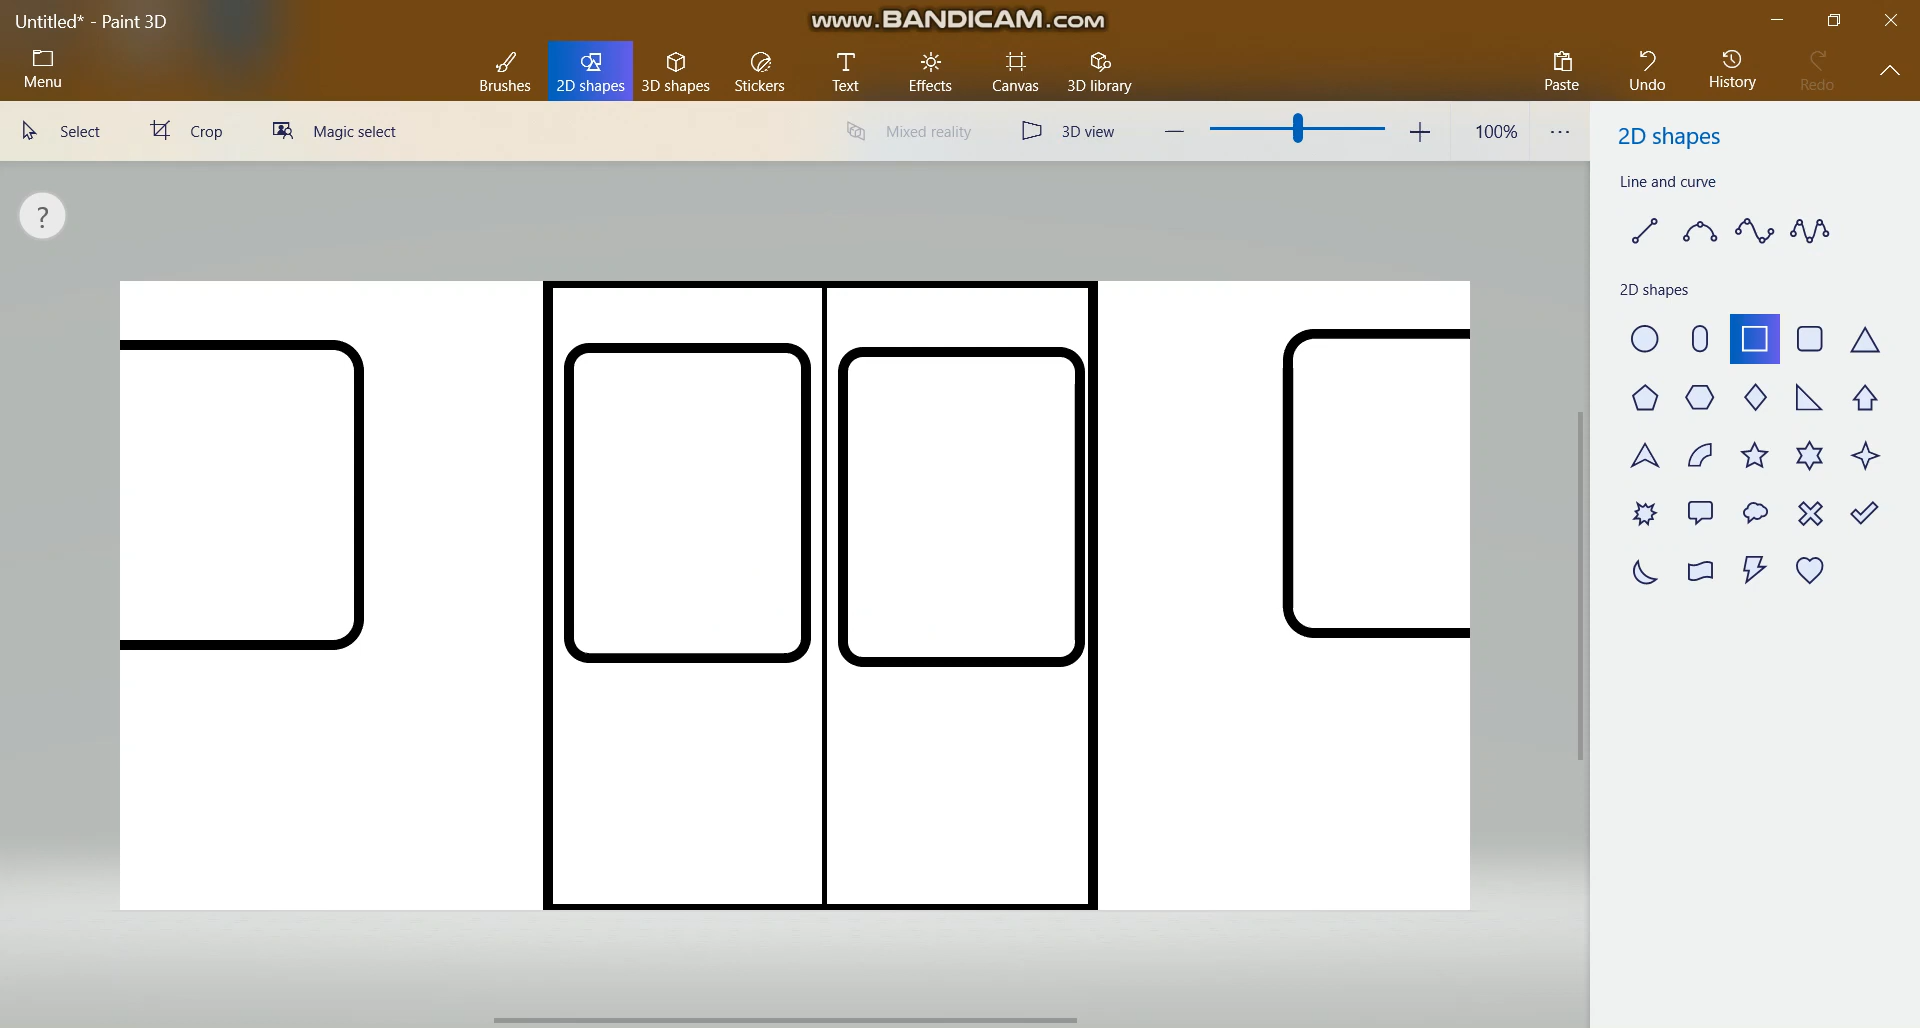 Untitled* - Paint 3D
www.BANDICAM.com
Menu
Brushes
2D shapes
3D shapes
Stickers
Text
Effects
Canvas
3D library
Paste
Undo
History
Redo
Select
Crop
Magic select
Mixed reality
3D view
100%
?
2D shapes
Line and curve
2D shapes